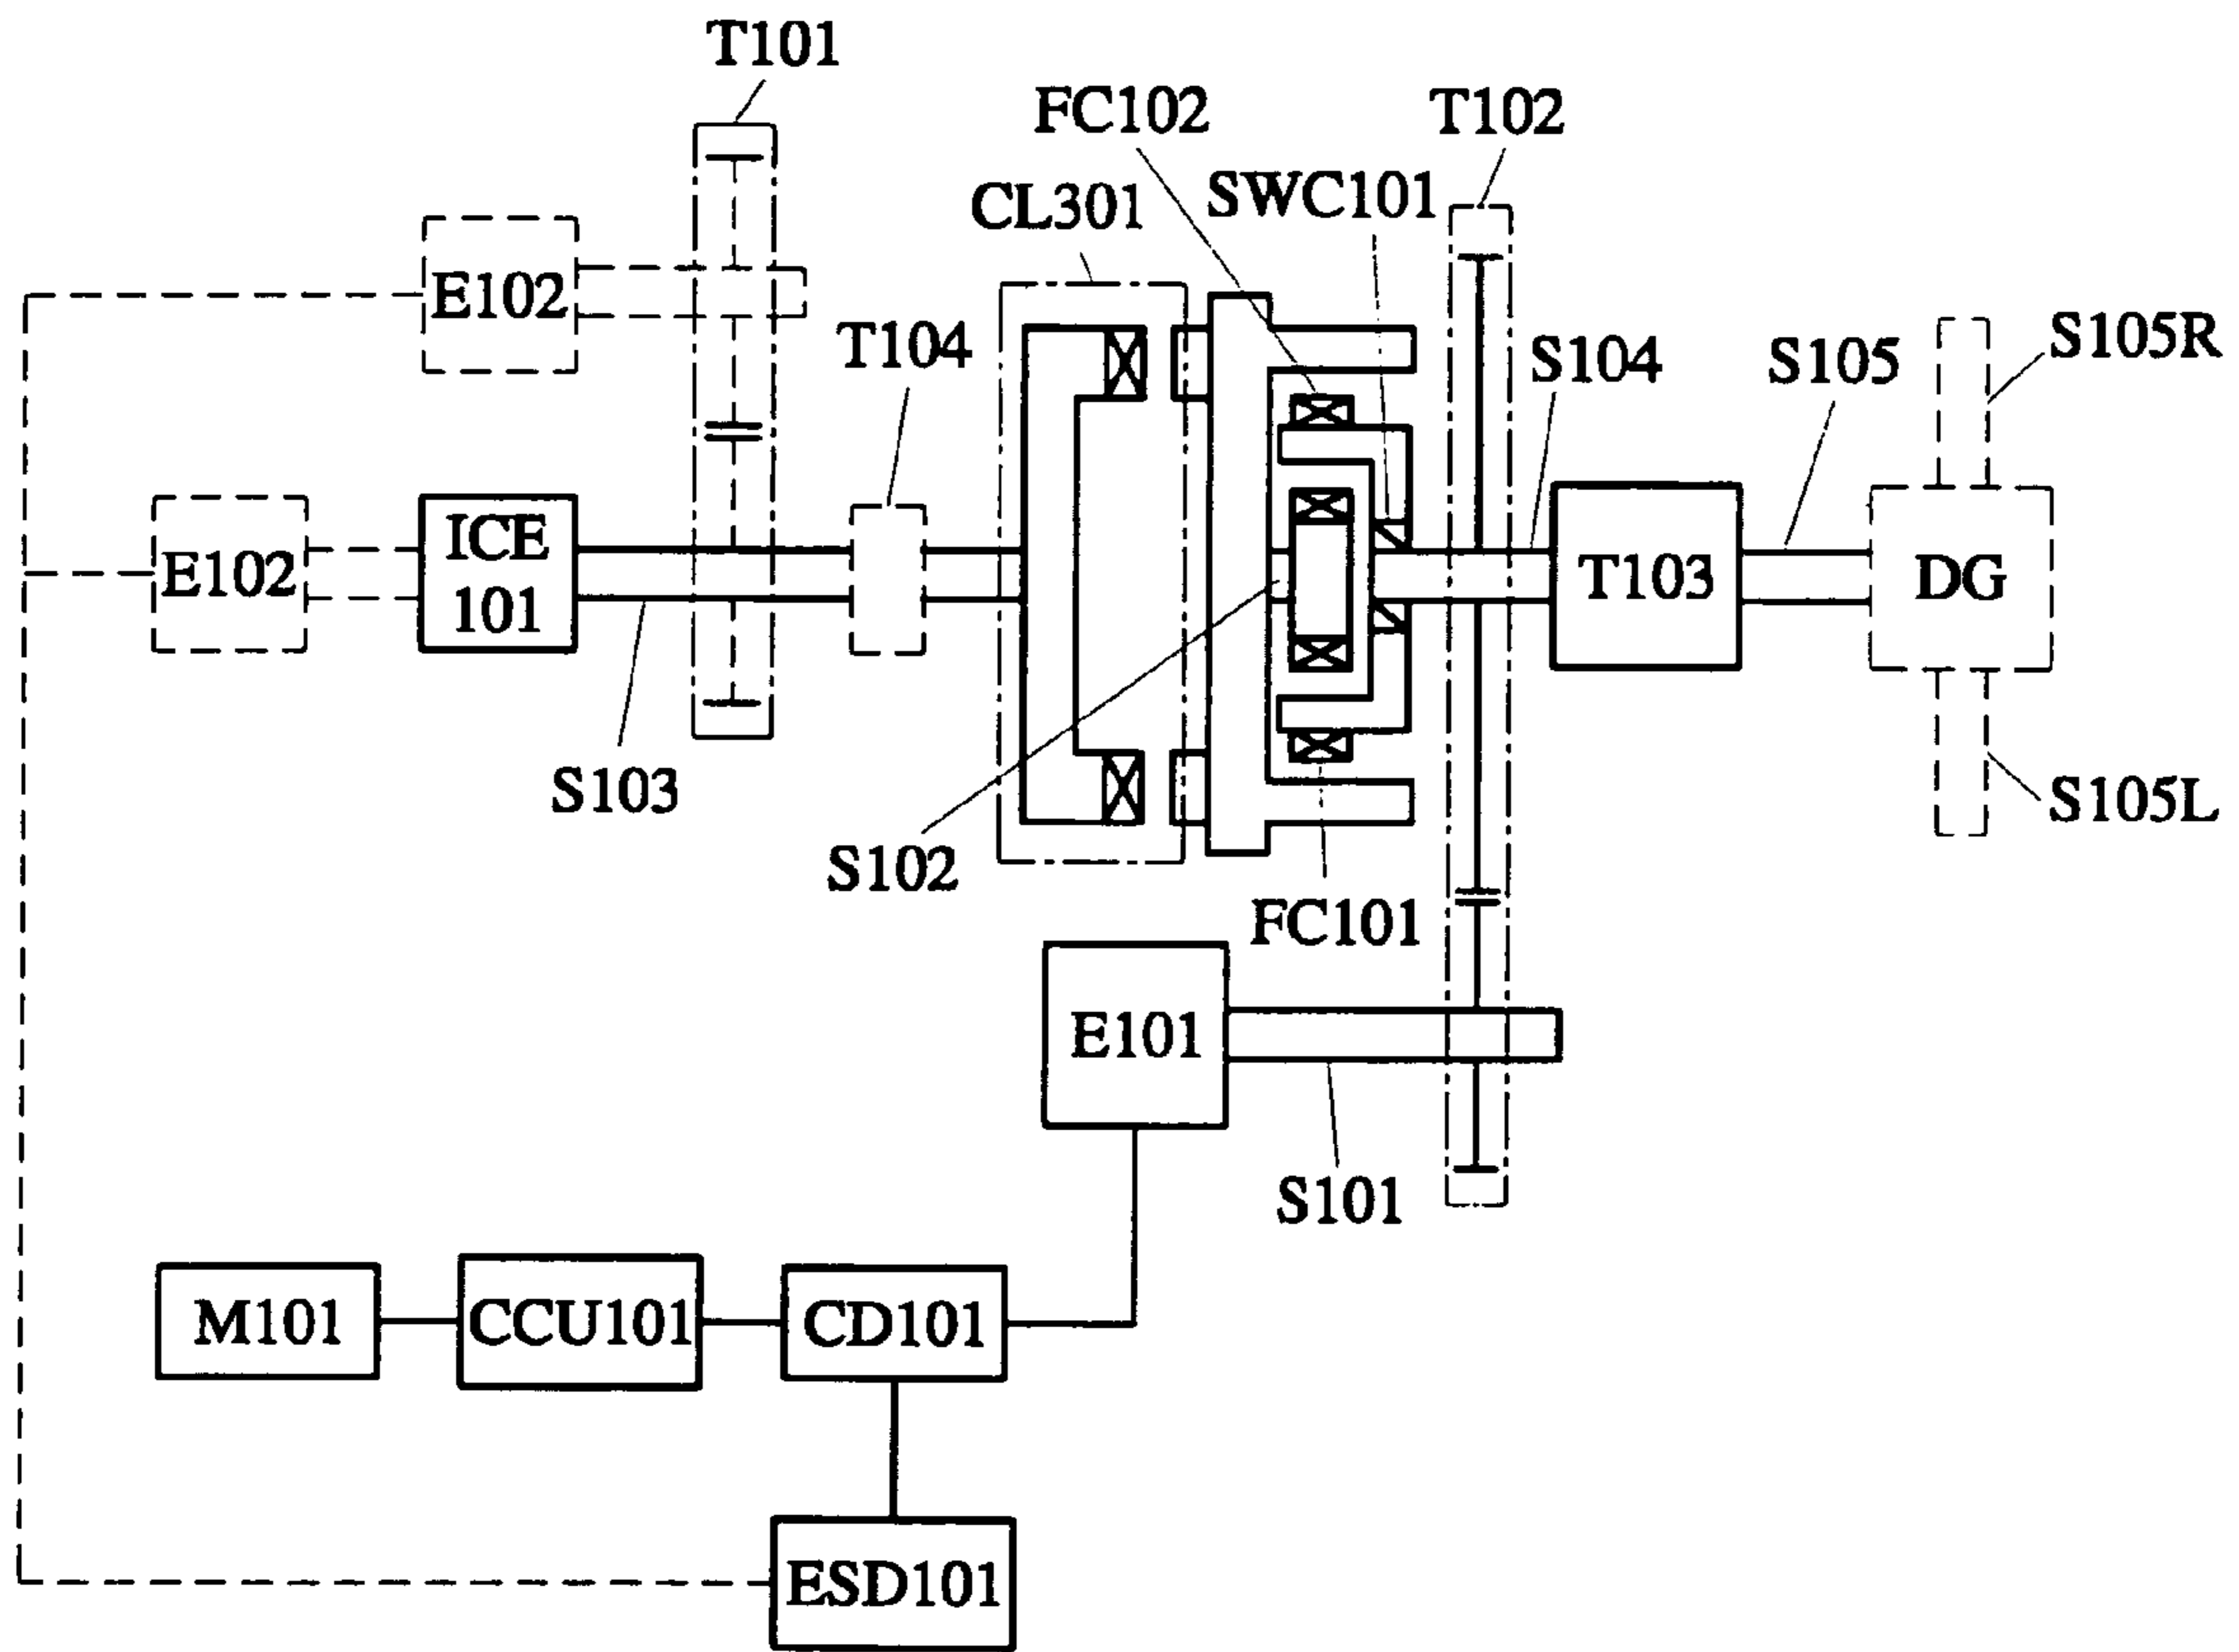 T101
FC102
T102
CL301
SWC101
E102
T104
S104
S105
S105R
E102
ICE
101
T103
DG
S103
S102
S105L
FC101
E101
S101
M101
CCU101
CD101
ESD101